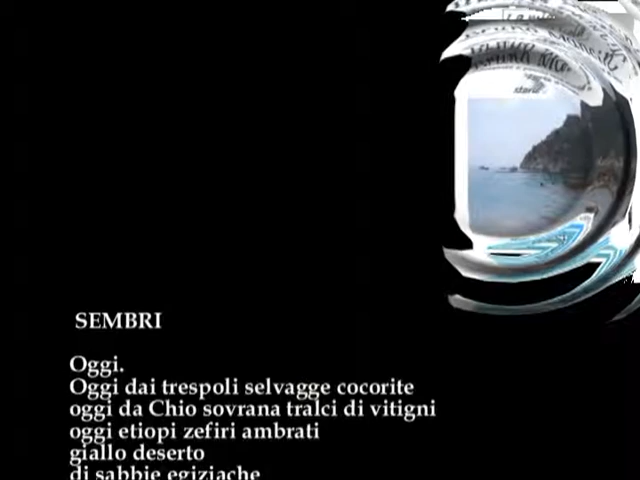 SEMBRI
Oggi.
Oggi dai trespoli selvagge cocorite
oggi da Chio sovrana tralci di vitigni
oggi etiopi zefiri ambrati
giallo deserto
di sabbie egiziache